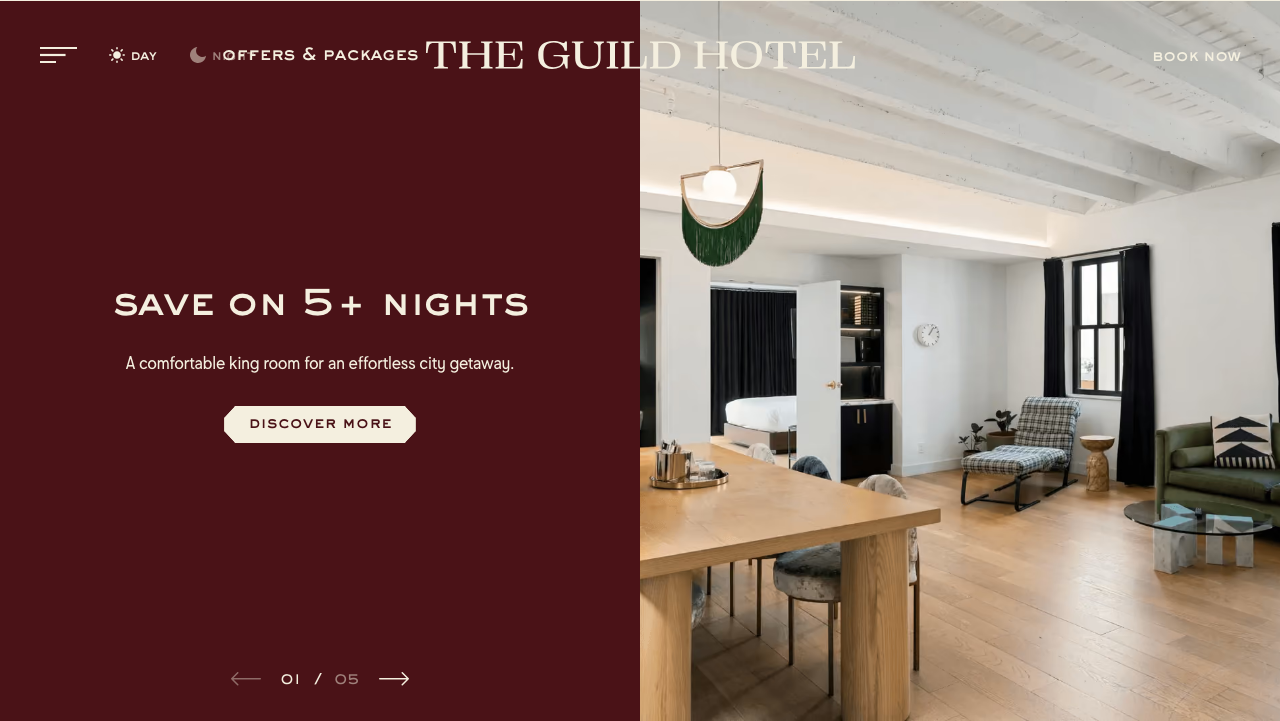 DAY
OFFERS & PACKAGES
THE GUILD HOTEL
BOOK NOW
SAVE ON 5+ NIGHTS
A comfortable king room for an effortless city getaway.
DISCOVER MORE
01 / 05